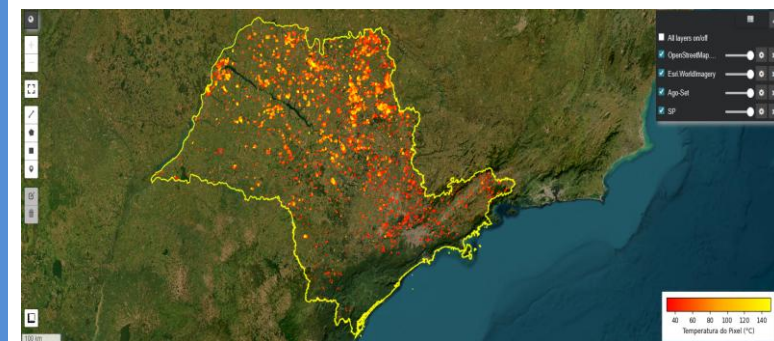 All layers on/off
OpenStreetMap....
Esri.WorldImagery
Ago-Set
SP
40 60 80 100 120 140
Temperatura do Pixel (°C)
100 km